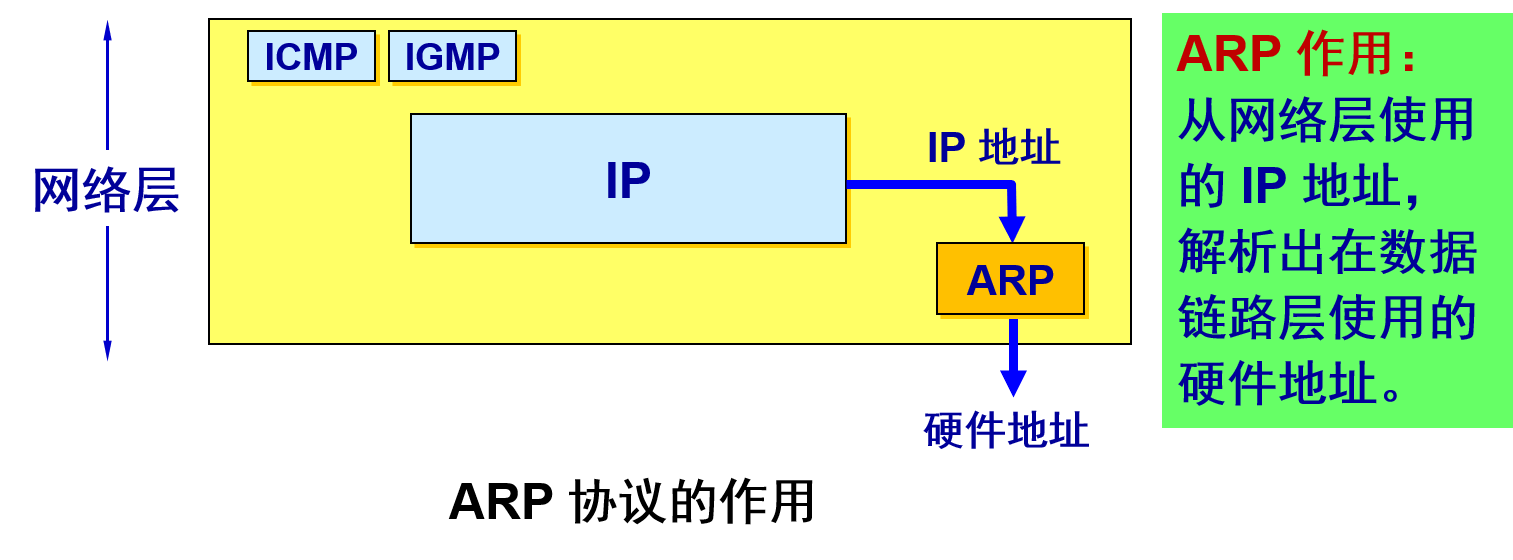 ICMP
IGMP
IP
IP 地址
ARP
网络层
硬件地址
ARP 协议的作用
ARP 作用：
从网络层使用
的 IP 地址，
解析出在数据
链路层使用的
硬件地址。